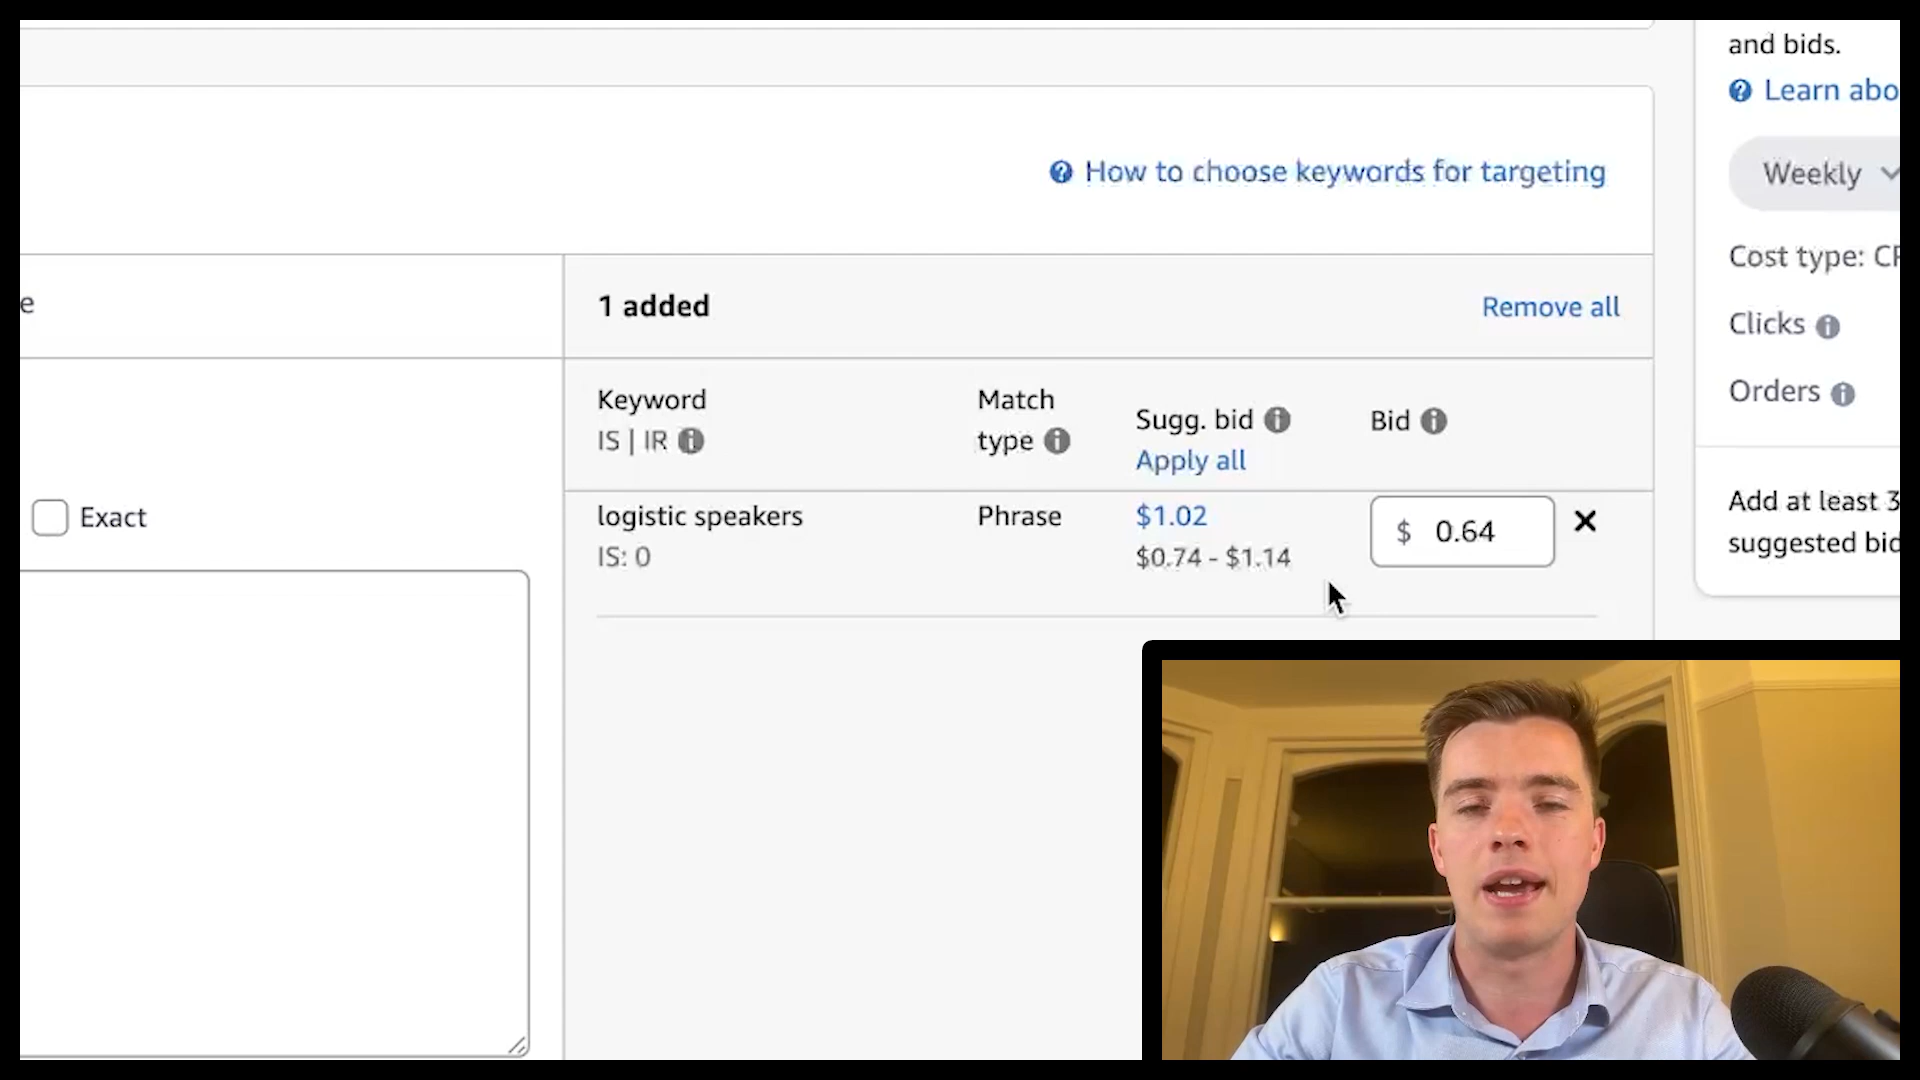 and bids.
Learn abo
How to choose keywords for targeting
Weekly
Cost type: CP
e
1 added
Remove all
Clicks
Orders
Keyword
IS | IR
Match
type
Sugg. bid
Apply all
Bid
Exact
logistic speakers
IS: 0
Phrase
$1.02
$0.74 - $1.14
$ 0.64
Add at least 3
suggested bid